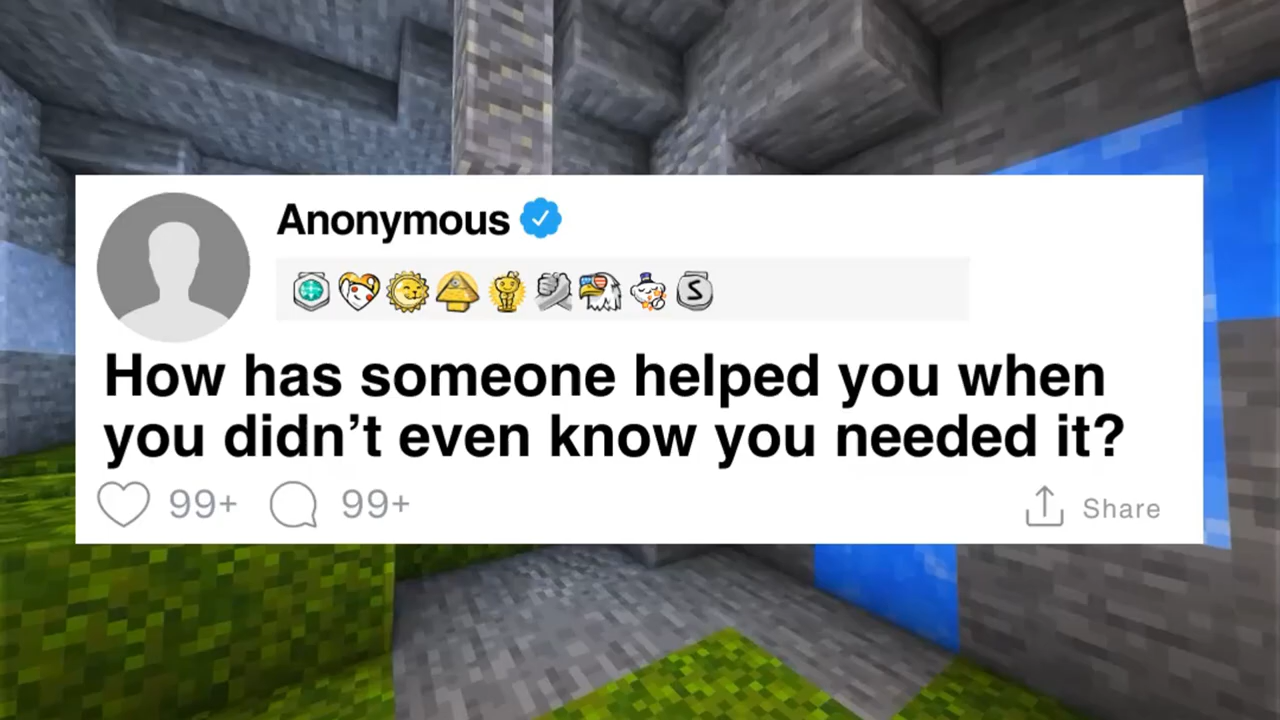 Anonymous
How has someone helped you when
you didn’t even know you needed it?
99+ 99+ Share